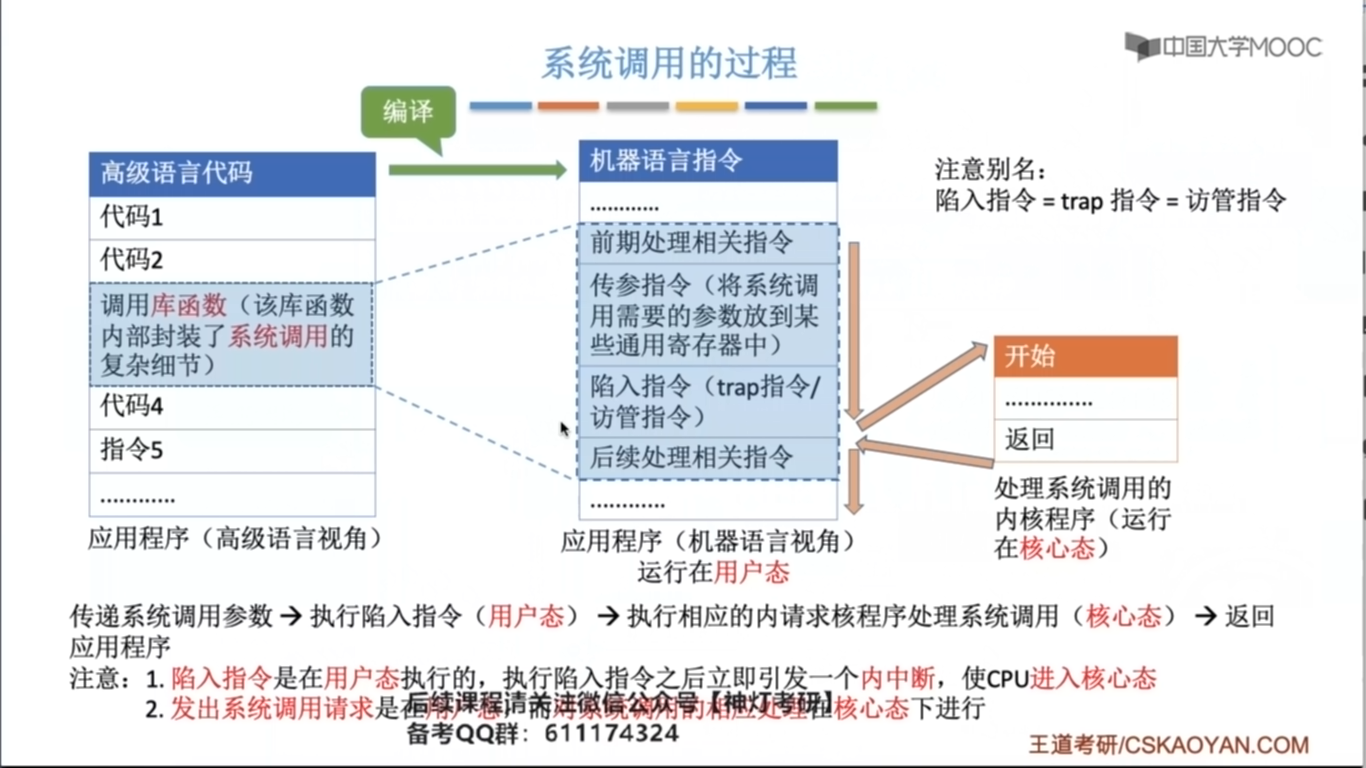 中国大学MOOC
系统调用的过程
编译
高级语言代码
代码1
代码2
调用库函数（该库函数
内部封装了系统调用的
复杂细节）
代码4
指令5
............
应用程序（高级语言视角）
机器语言指令
............
前期处理相关指令
传参指令（将系统调
用需要的参数放到某
些通用寄存器中）
陷入指令（trap指令/
访管指令）
后续处理相关指令
............
应用程序（机器语言视角）
运行在用户态
注意别名：
陷入指令 = trap 指令 = 访管指令
开始
..............
返回
处理系统调用的
内核程序（运行
在核心态）
传递系统调用参数 → 执行陷入指令（用户态） → 执行相应的内请求核程序处理系统调用（核心态） → 返回
应用程序
注意：1. 陷入指令是在用户态执行的，执行陷入指令之后立即引发一个内中断，使CPU进入核心态
2. 发出系统调用请求是在用户态，而对系统调用的相应处理在核心态下进行
后续课程请关注微信公众号【神灯考研】
备考QQ群：611174324
王道考研/CSKAOYAN.COM